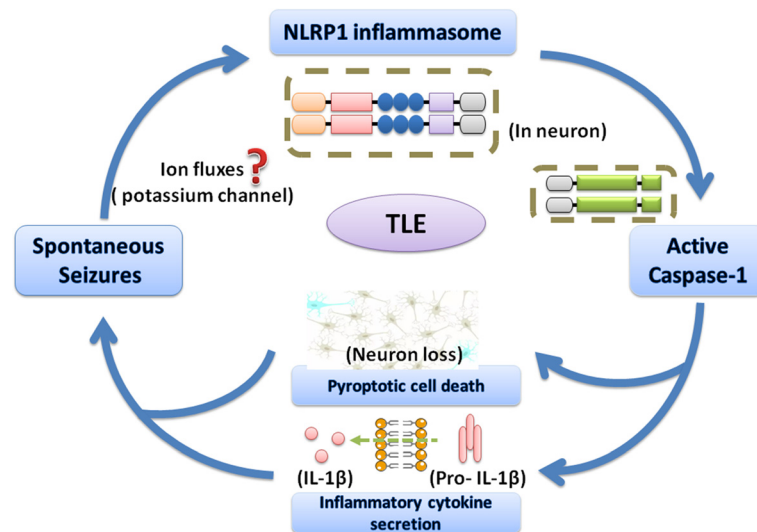 NLRP1 inflammasome
(In neuron)
Ion fluxes ?
( potassium channel)
TLE
Spontaneous
Seizures
Active
Caspase-1
(Neuron loss)
Pyroptotic cell death
(IL-1β)
(Pro- IL-1β)
Inflammatory cytokine
secretion